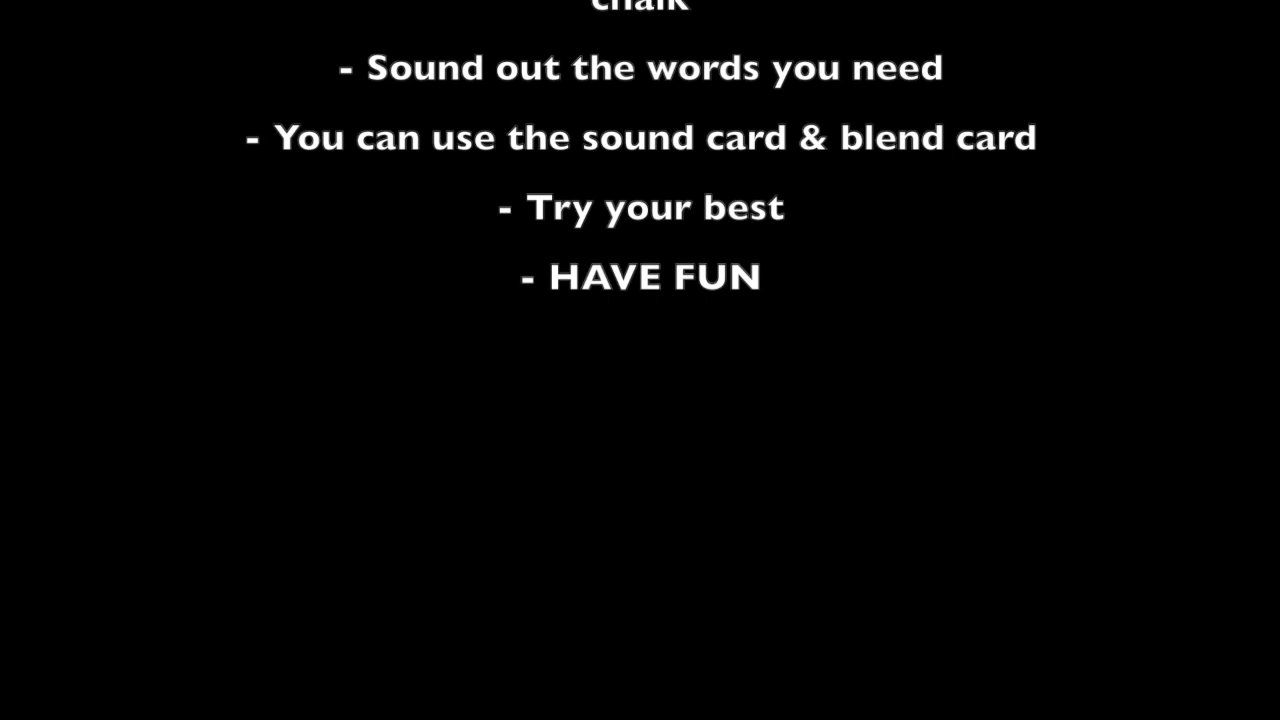 chalk
- Sound out the words you need
- You can use the sound card & blend card
- Try your best
- HAVE FUN